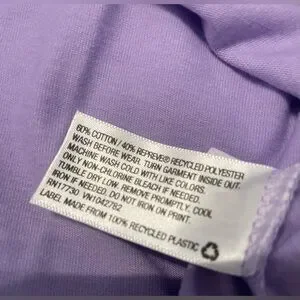 60% COTTON / 40% REPREVE® RECYCLED POLYESTER
WASH BEFORE WEAR. TURN GARMENT INSIDE OUT.
MACHINE WASH COLD WITH LIKE COLORS.
ONLY NON-CHLORINE BLEACH IF NEEDED.
TUMBLE DRY LOW. REMOVE PROMPTLY. COOL
IRON IF NEEDED. DO NOT IRON ON PRINT.
RN17730 VN1042782
LABEL MADE FROM 100% RECYCLED PLASTIC